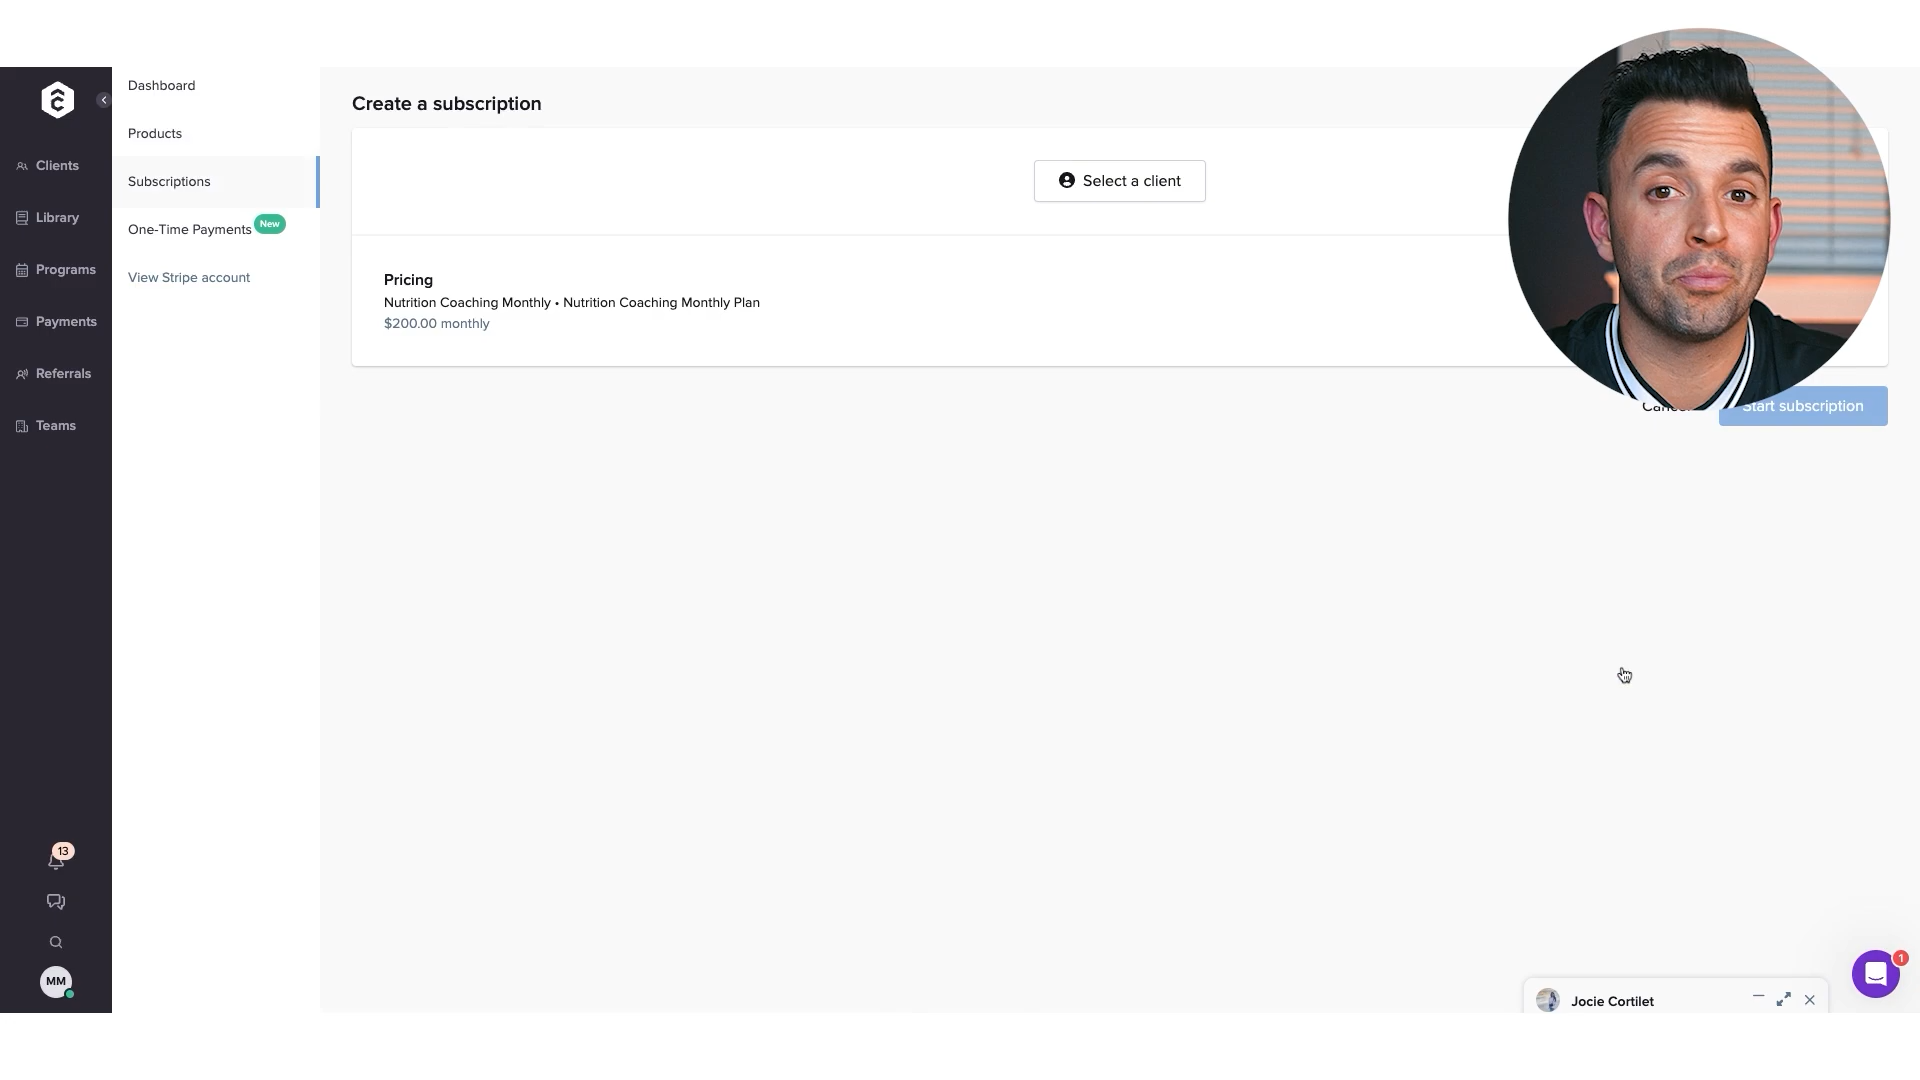 Dashboard
Products
Subscriptions
One-Time Payments New
View Stripe account
Clients
Library
Programs
Payments
Referrals
Teams
13
MM
Create a subscription
Select a client
Pricing
Nutrition Coaching Monthly • Nutrition Coaching Monthly Plan
$200.00 monthly
Start subscription
1
Jocie Cortilet